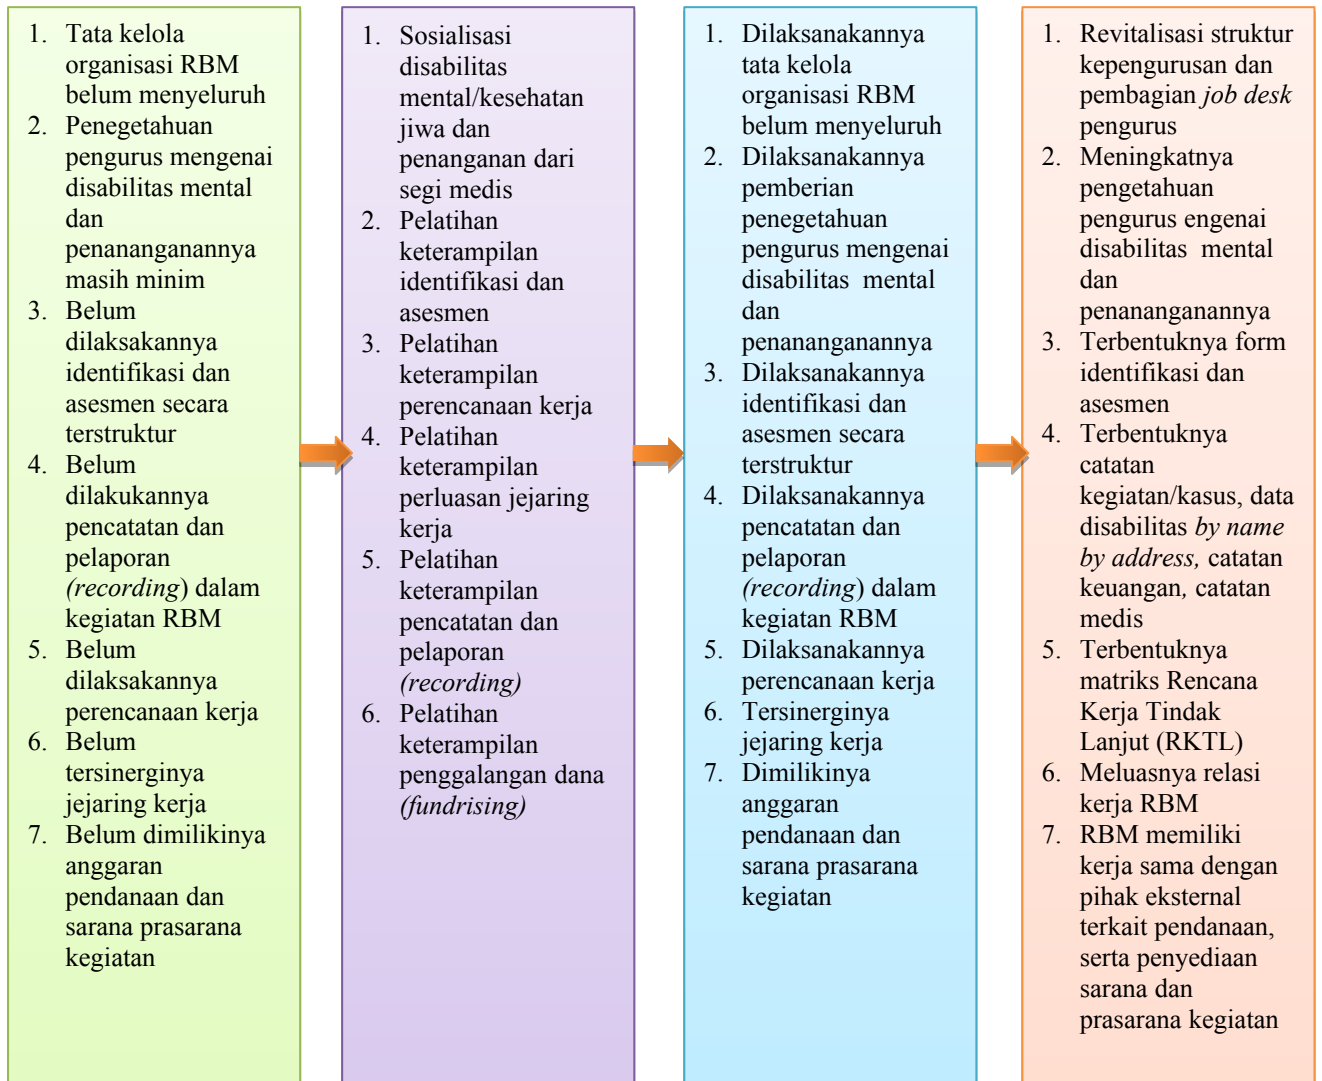 1. Tata kelola
organisasi RBM
belum menyeluruh
2. Penegetahuan
pengurus mengenai
disabilitas mental
dan
penananganannya
masih minim
3. Belum
dilaksakannya
identifikasi dan
asesmen secara
terstruktur
4. Belum
dilakukannya
pencatatan dan
pelaporan
(recording) dalam
kegiatan RBM
5. Belum
dilaksakannya
perencanaan kerja
6. Belum
tersinerginya
jejaring kerja
7. Belum dimilikinya
anggaran
pendanaan dan
sarana prasarana
kegiatan
1. Sosialisasi
disabilitas
mental/kesehatan
jiwa dan
penanganan dari
segi medis
2. Pelatihan
keterampilan
identifikasi dan
asesmen
3. Pelatihan
keterampilan
perencanaan kerja
4. Pelatihan
keterampilan
perluasan jejaring
kerja
5. Pelatihan
keterampilan
pencatatan dan
pelaporan
(recording)
6. Pelatihan
keterampilan
penggalangan dana
(fundrising)
1. Dilaksanakannya
tata kelola
organisasi RBM
belum menyeluruh
2. Dilaksanakannya
pemberian
penegetahuan
pengurus mengenai
disabilitas mental
dan
penananganannya
3. Dilaksanakannya
identifikasi dan
asesmen secara
terstruktur
4. Dilaksanakannya
pencatatan dan
pelaporan
(recording) dalam
kegiatan RBM
5. Dilaksanakannya
perencanaan kerja
6. Tersinerginya
jejaring kerja
7. Dimilikinya
anggaran
pendanaan dan
sarana prasarana
kegiatan
1. Revitalisasi struktur
kepengurusan dan
pembagian job desk
pengurus
2. Meningkatnya
pengetahuan
pengurus engenai
disabilitas mental
dan
penananganannya
3. Terbentuknya form
identifikasi dan
asesmen
4. Terbentuknya
catatan
kegiatan/kasus, data
disabilitas by name
by address, catatan
keuangan, catatan
medis
5. Terbentuknya
matriks Rencana
Kerja Tindak
Lanjut (RKTL)
6. Meluasnya relasi
kerja RBM
7. RBM memiliki
kerja sama dengan
pihak eksternal
terkait pendanaan,
serta penyediaan
sarana dan
prasarana kegiatan